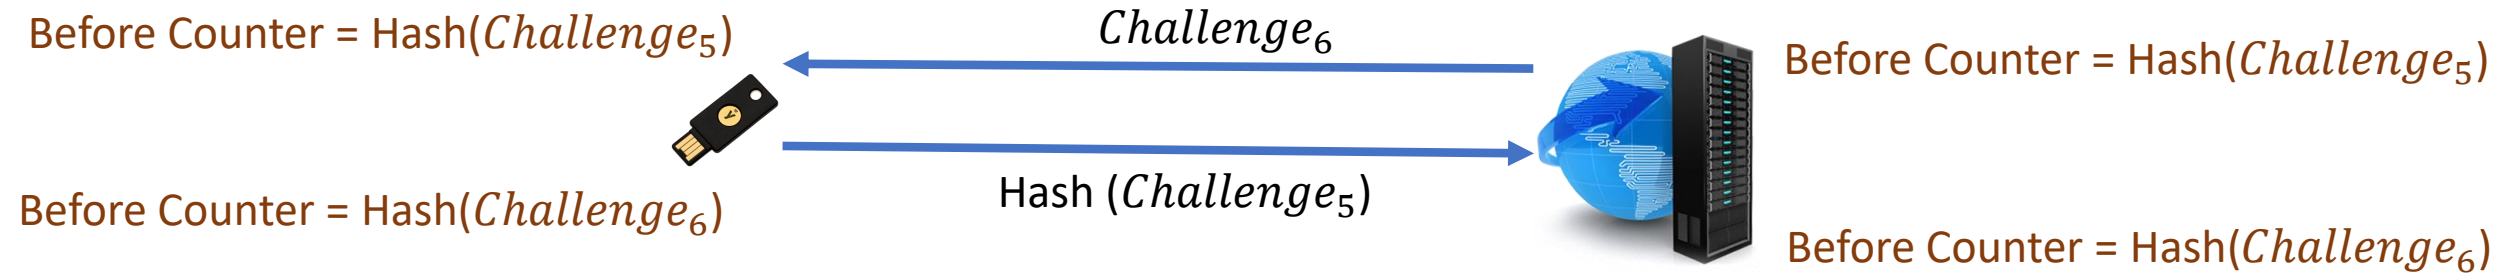 Before Counter = Hash(Challenge₅)
Challenge₆
Before Counter = Hash(Challenge₅)
y
Hash (Challenge₅)
Before Counter = Hash(Challenge₆)
Before Counter = Hash(Challenge₆)